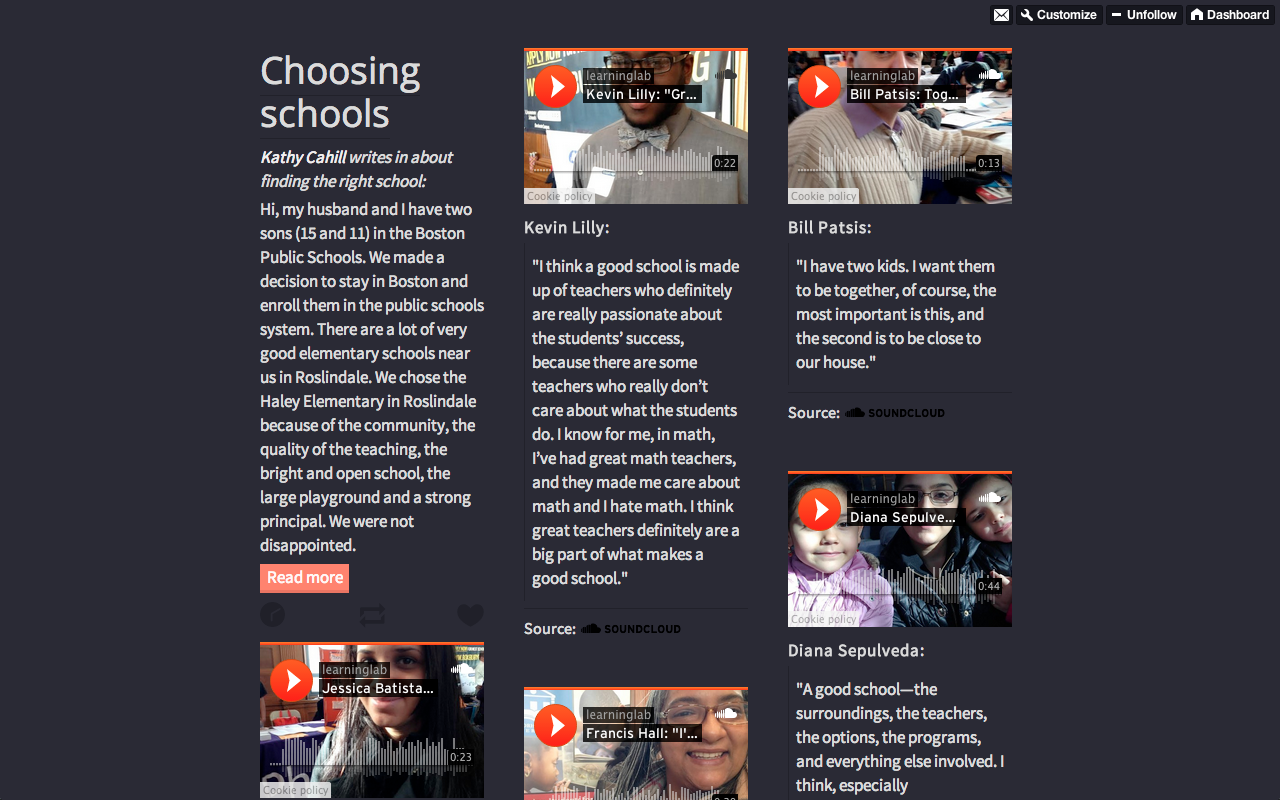 Customize
Unfollow
Dashboard
Choosing
schools
Kathy Cahill writes in about
finding the right school:
Hi, my husband and I have two
sons (15 and 11) in the Boston
Public Schools. We made a
decision to stay in Boston and
enroll them in the public schools
system. There are a lot of very
good elementary schools near
us in Roslindale. We chose the
Haley Elementary in Roslindale
because of the community, the
quality of the teaching, the
bright and open school, the
large playground and a strong
principal. We were not
disappointed.
Read more
learninglab
Jessica Batista...
0:23
Cookie policy
learninglab
Kevin Lilly: "Gr...
0:22
Cookie policy
Kevin Lilly:
"I think a good school is made
up of teachers who definitely
are really passionate about
the students’ success,
because there are some
teachers who really don’t
care about what the students
do. I know for me, in math,
I’ve had great math teachers,
and they made me care about
math and I hate math. I think
great teachers definitely are a
big part of what makes a
good school."
Source: SOUNDCLOUD
learninglab
Francis Hall: "I'...
learninglab
Bill Patsis: Tog...
0:13
Cookie policy
Bill Patsis:
"I have two kids. I want them
to be together, of course, the
most important is this, and
the second is to be close to
our house."
Source: SOUNDCLOUD
learninglab
Diana Sepulve...
0:44
Cookie policy
Diana Sepulveda:
"A good school—the
surroundings, the teachers,
the options, the programs,
and everything else involved. I
think, especially